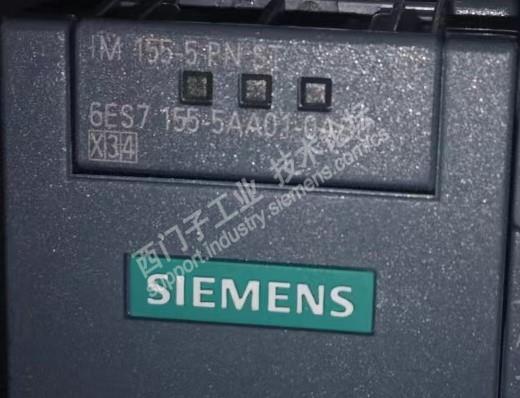 IM 155-5 PN ST
6ES7 155-5AA01-0AB0
X34
西门子工业 技术论坛
support.industry.siemens.com/cs
SIEMENS